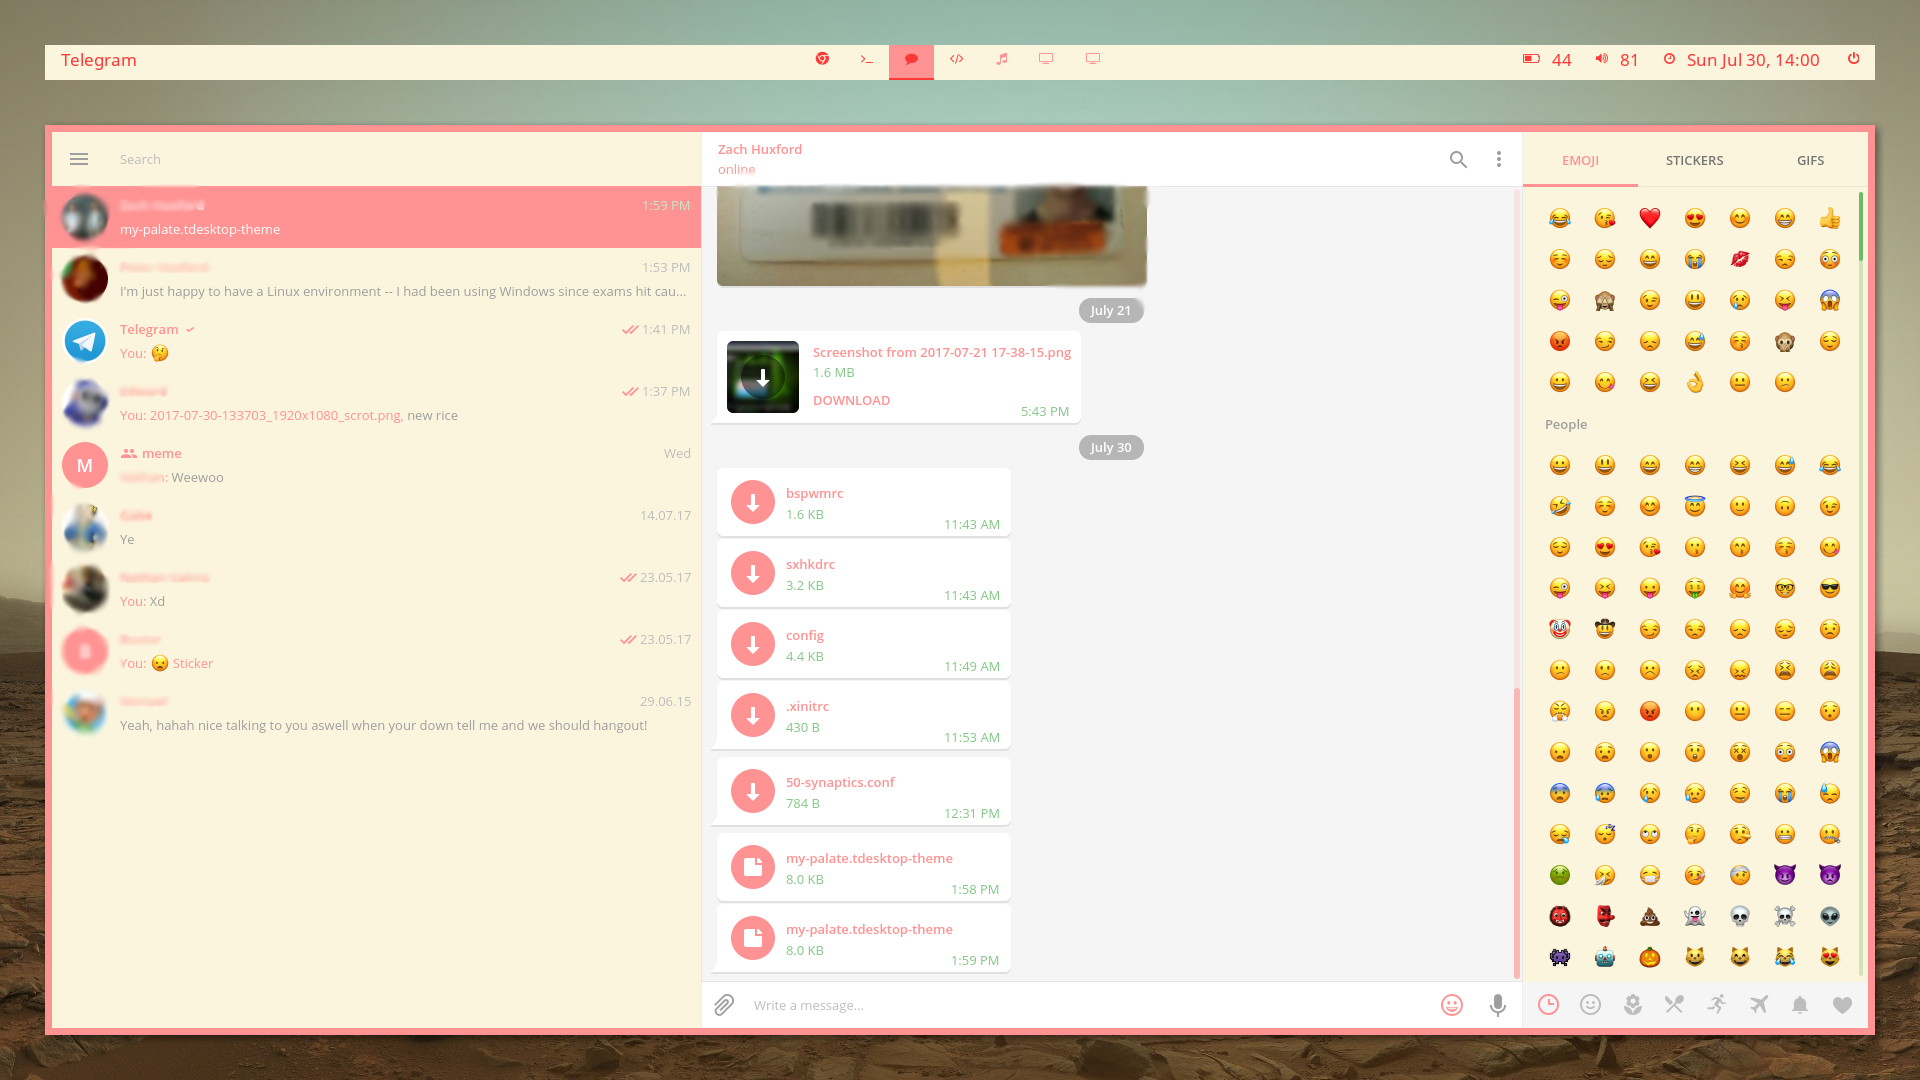 Telegram
44
81
Sun Jul 30, 14:00
Search
1:59 PM
my-palate.tdesktop-theme
1:53 PM
I'm just happy to have a Linux environment -- I had been using Windows since exams hit cau...
Telegram
1:41 PM
You:
1:37 PM
You: 2017-07-30-133703_1920x1080_scrot.png, new rice
M
meme
Wed
: Weewoo
14.07.17
Ye
23.05.17
You: Xd
23.05.17
You: Sticker
29.06.15
Yeah, hahah nice talking to you aswell when your down tell me and we should hangout!
Zach Huxford
online
July 21
Screenshot from 2017-07-21 17-38-15.png
1.6 MB
DOWNLOAD
5:43 PM
July 30
bspwmrc
1.6 KB
11:43 AM
sxhkdrc
3.2 KB
11:43 AM
config
4.4 KB
11:49 AM
.xinitrc
430 B
11:53 AM
50-synaptics.conf
784 B
12:31 PM
my-palate.tdesktop-theme
8.0 KB
1:58 PM
my-palate.tdesktop-theme
8.0 KB
1:59 PM
Write a message...
EMOJI
STICKERS
GIFS
People